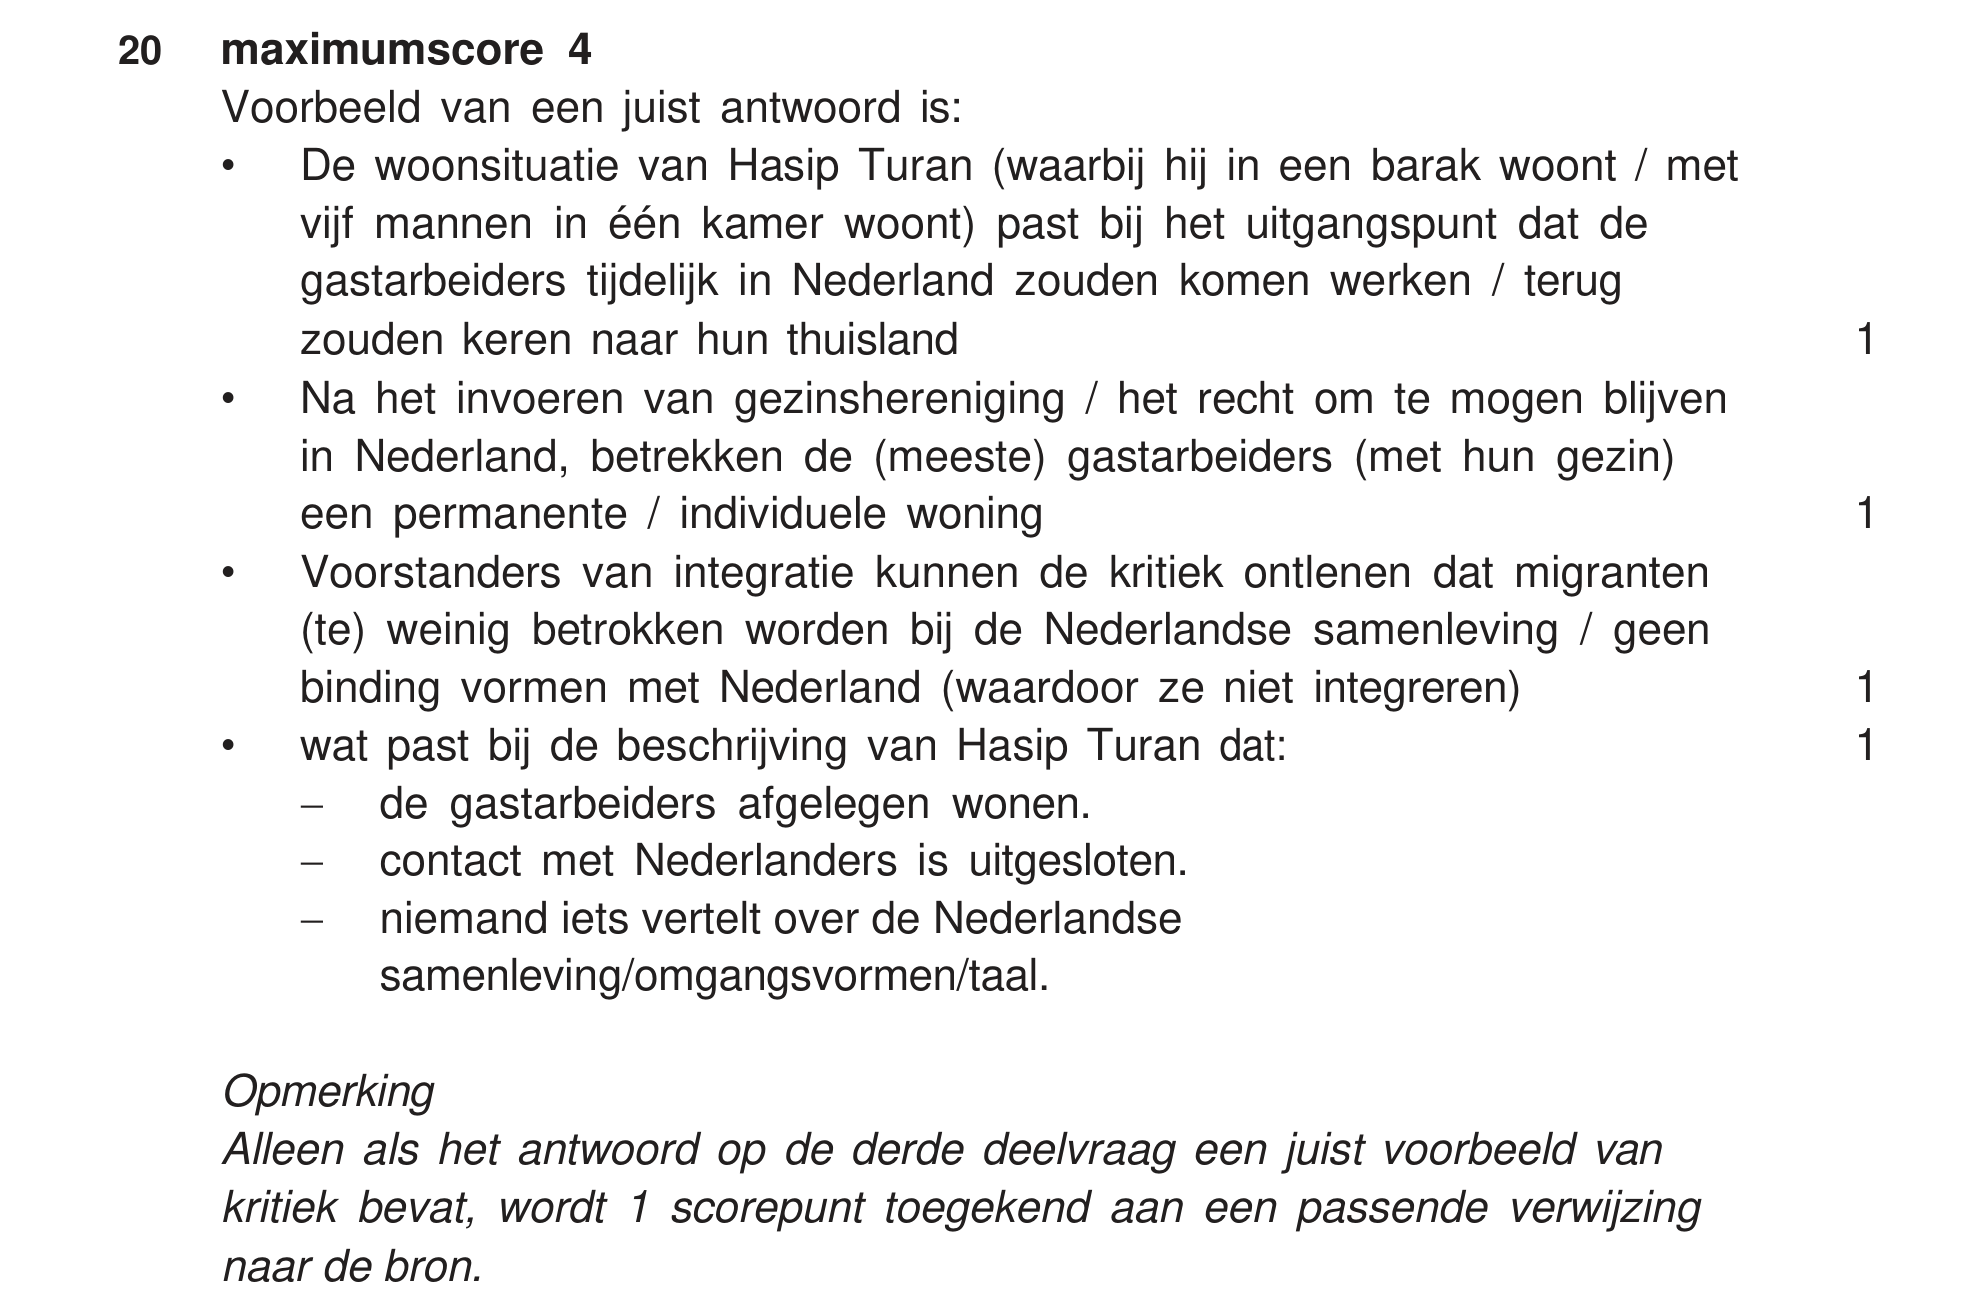 20 maximumscore 4
Voorbeeld van een juist antwoord is:
• De woonsituatie van Hasip Turan (waarbij hij in een barak woont / met
vijf mannen in één kamer woont) past bij het uitgangspunt dat de
gastarbeiders tijdelijk in Nederland zouden komen werken / terug
zouden keren naar hun thuisland 1
• Na het invoeren van gezinshereniging / het recht om te mogen blijven
in Nederland, betrekken de (meeste) gastarbeiders (met hun gezin)
een permanente / individuele woning 1
• Voorstanders van integratie kunnen de kritiek ontlenen dat migranten
(te) weinig betrokken worden bij de Nederlandse samenleving / geen
binding vormen met Nederland (waardoor ze niet integreren) 1
• wat past bij de beschrijving van Hasip Turan dat: 1
– de gastarbeiders afgelegen wonen.
– contact met Nederlanders is uitgesloten.
– niemand iets vertelt over de Nederlandse
samenleving/omgangsvormen/taal.
Opmerking
Alleen als het antwoord op de derde deelvraag een juist voorbeeld van
kritiek bevat, wordt 1 scorepunt toegekend aan een passende verwijzing
naar de bron.